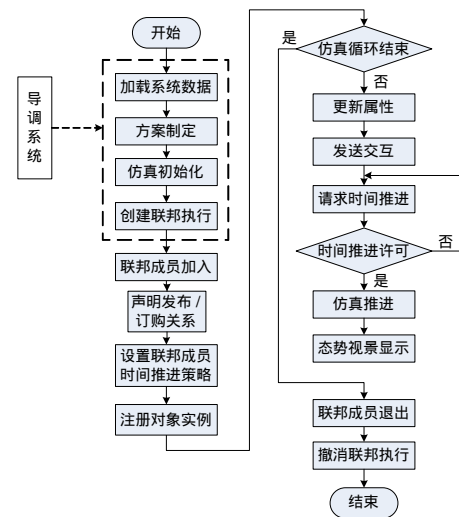 开始
导调系统
加载系统数据
方案制定
仿真初始化
创建联邦执行
联邦成员加入
声明发布/
订购关系
设置联邦成员
时间推进策略
注册对象实例
是
仿真循环结束
否
更新属性
发送交互
请求时间推进
时间推进许可
否
是
仿真推进
态势视景显示
联邦成员退出
撤消联邦执行
结束